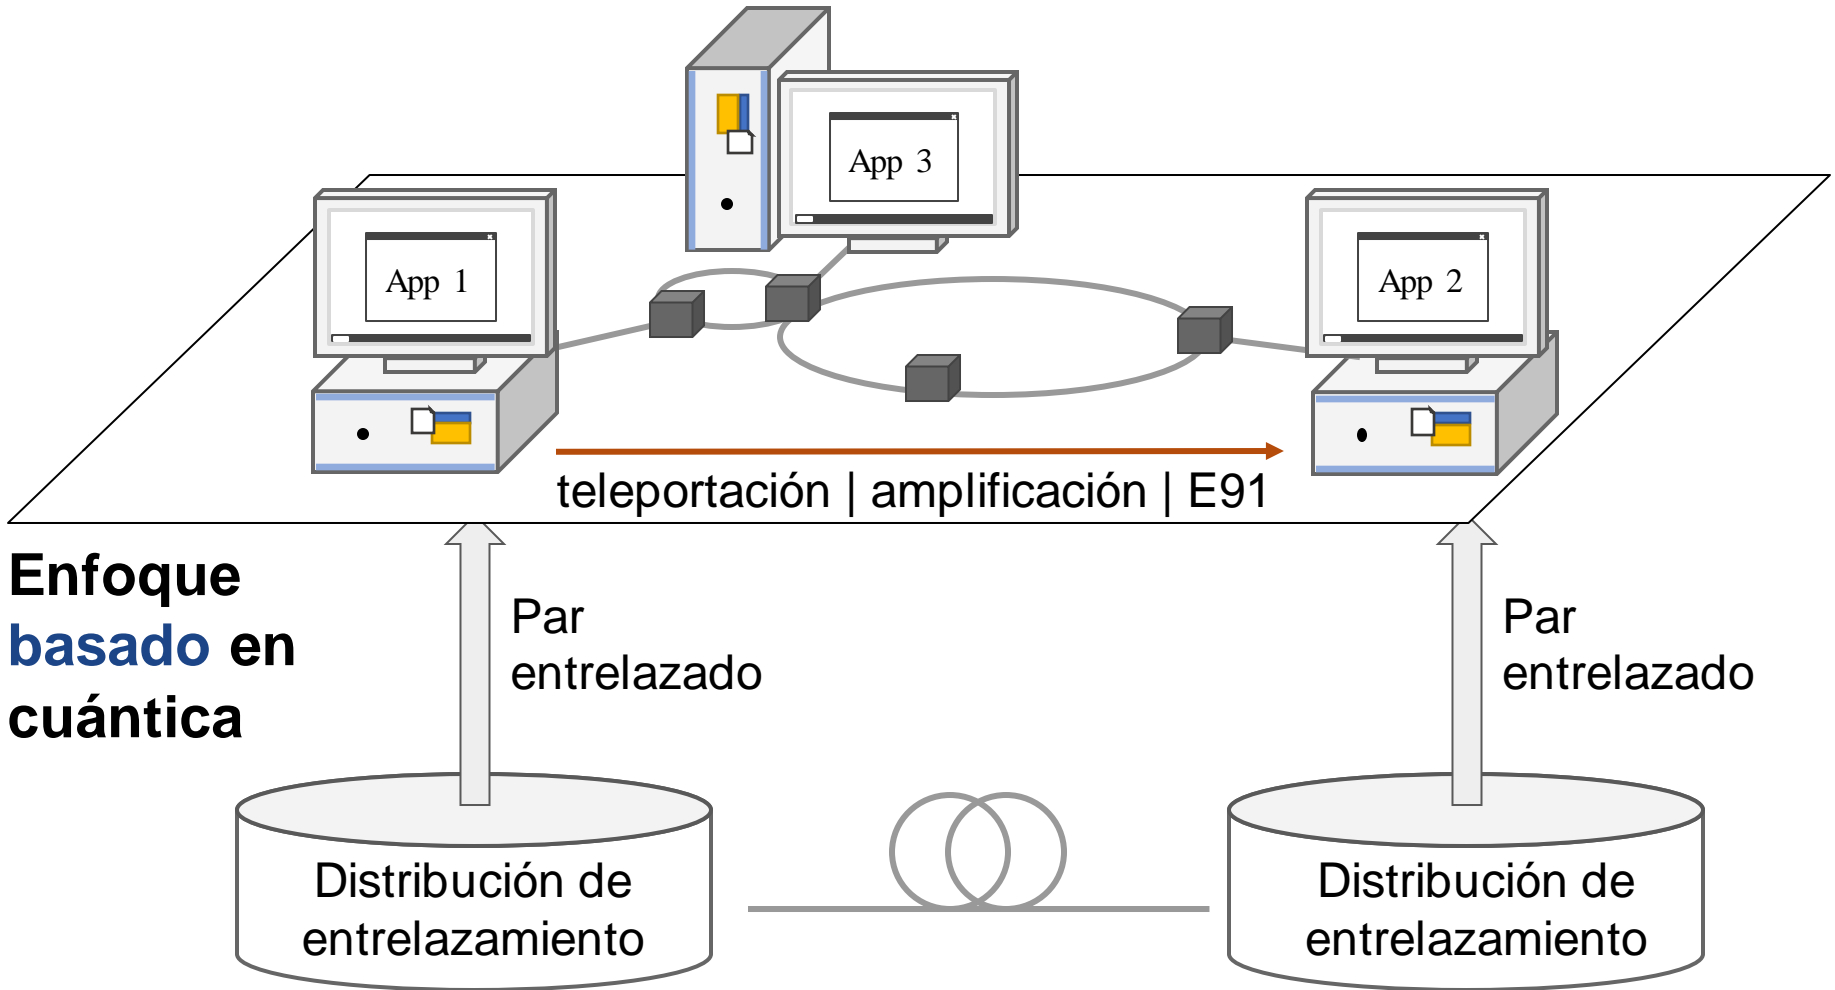 App 3
App 1
App 2
teleportación | amplificación | E91
Enfoque
basado en
cuántica
Par
entrelazado
Par
entrelazado
Distribución de
entrelazamiento
Distribución de
entrelazamiento